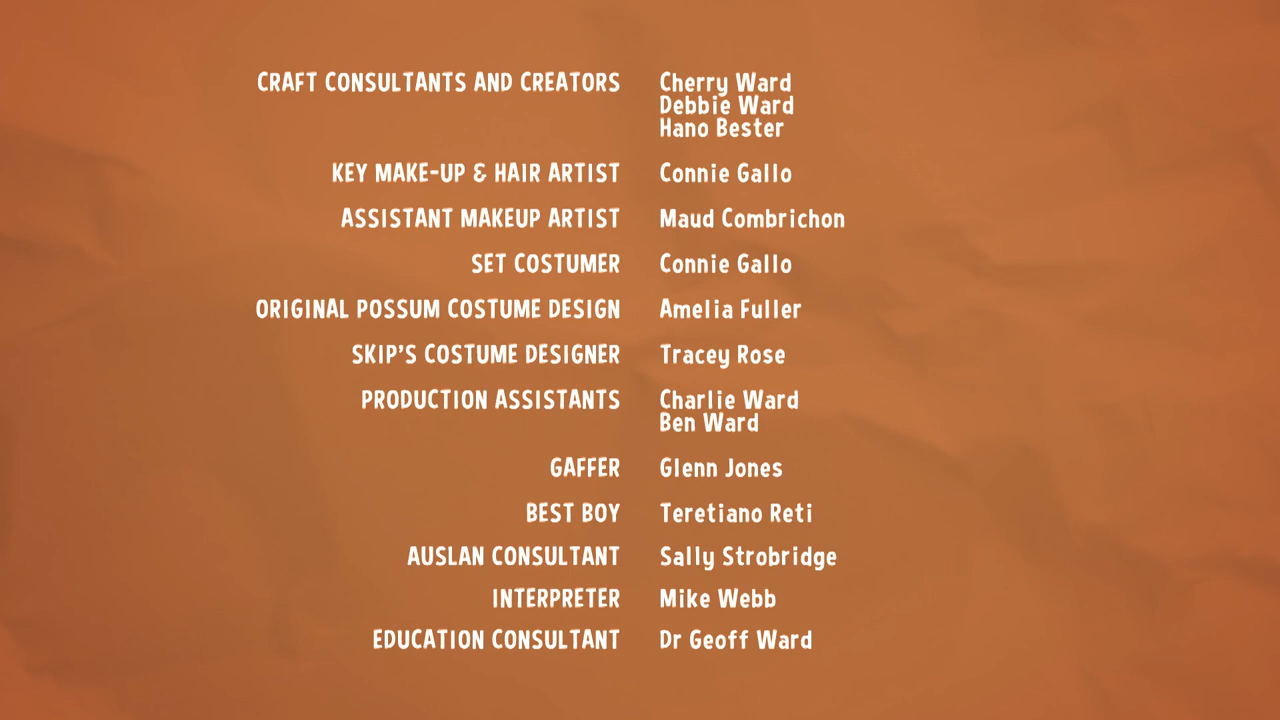 CRAFT CONSULTANTS AND CREATORS Cherry Ward
Debbie Ward
Hano Bester
KEY MAKE-UP & HAIR ARTIST Connie Gallo
ASSISTANT MAKEUP ARTIST Maud Combrichon
SET COSTUMER Connie Gallo
ORIGINAL POSSUM COSTUME DESIGN Amelia Fuller
SKIP'S COSTUME DESIGNER Tracey Rose
PRODUCTION ASSISTANTS Charlie Ward
Ben Ward
GAFFER Glenn Jones
BEST BOY Teretiano Reti
AUSLAN CONSULTANT Sally Strobridge
INTERPRETER Mike Webb
EDUCATION CONSULTANT Dr Geoff Ward